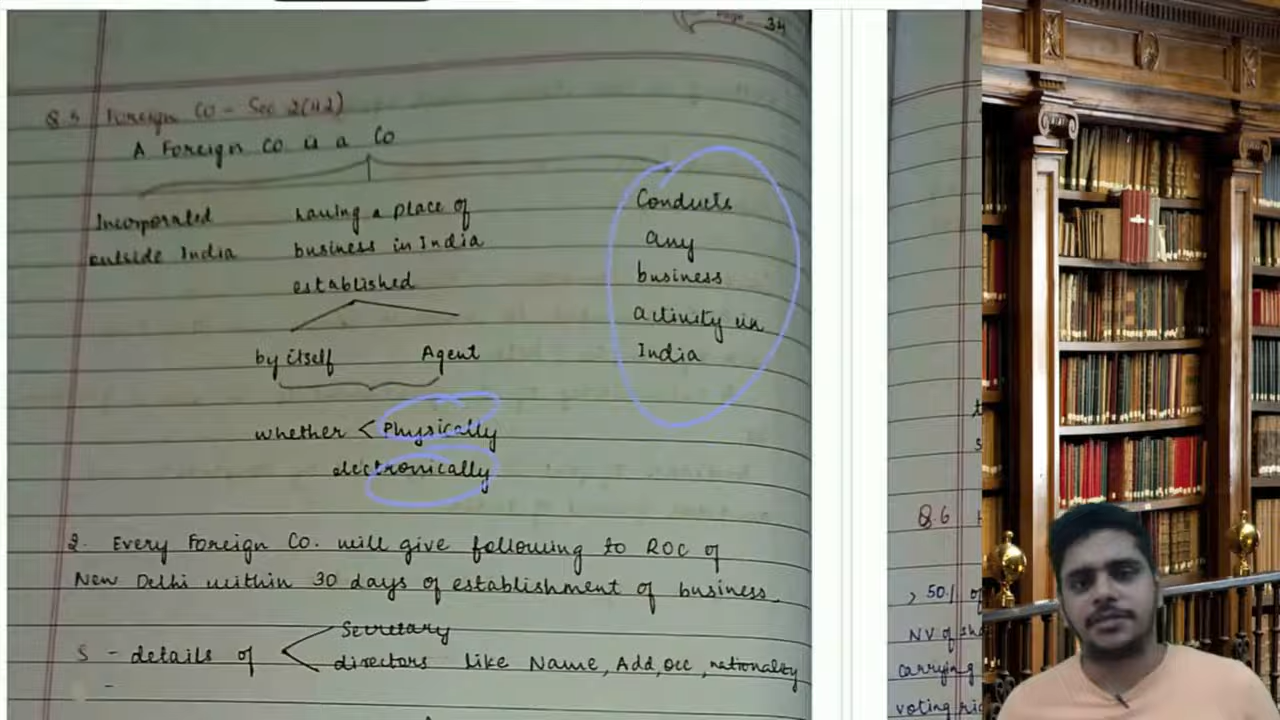 34
Q.5 Foreign Co - Sec 2(42)
A Foreign Co is a Co
Incorporated outside India
having a place of business in India established
by itself Agent
whether < Physically
electronically
Conducts any business activity in India
2. Every Foreign Co. will give following to ROC of
New Delhi within 30 days of establishment of business.
S - details of < Secretary
directors like Name, Add, occ, nationality
-
Q.6
> 50%
NV of
carrying
voting